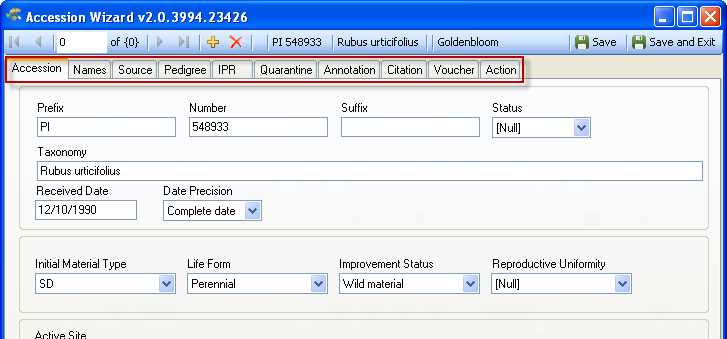 Accession Wizard v2.0.3994.23426
0 of {0} PI 548933 Rubus urticifolius Goldenbloom Save Save and Exit
Accession Names Source Pedigree IPR Quarantine Annotation Citation Voucher Action
Prefix Number Suffix Status
PI 548933 [Null]
Taxonomy
Rubus urticifolius
Received Date Date Precision
12/10/1990 Complete date
Initial Material Type Life Form Improvement Status Reproductive Uniformity
SD Perennial Wild material [Null]
Active Site